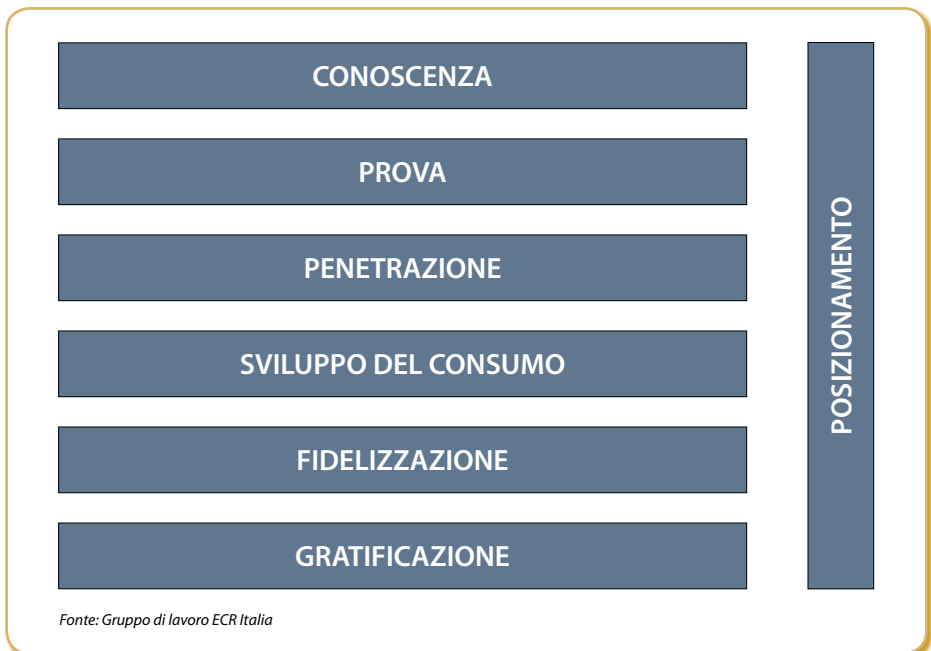 CONOSCENZA
PROVA
PENETRAZIONE
SVILUPPO DEL CONSUMO
FIDELIZZAZIONE
GRATIFICAZIONE
POSIZIONAMENTO
Fonte: Gruppo di lavoro ECR Italia